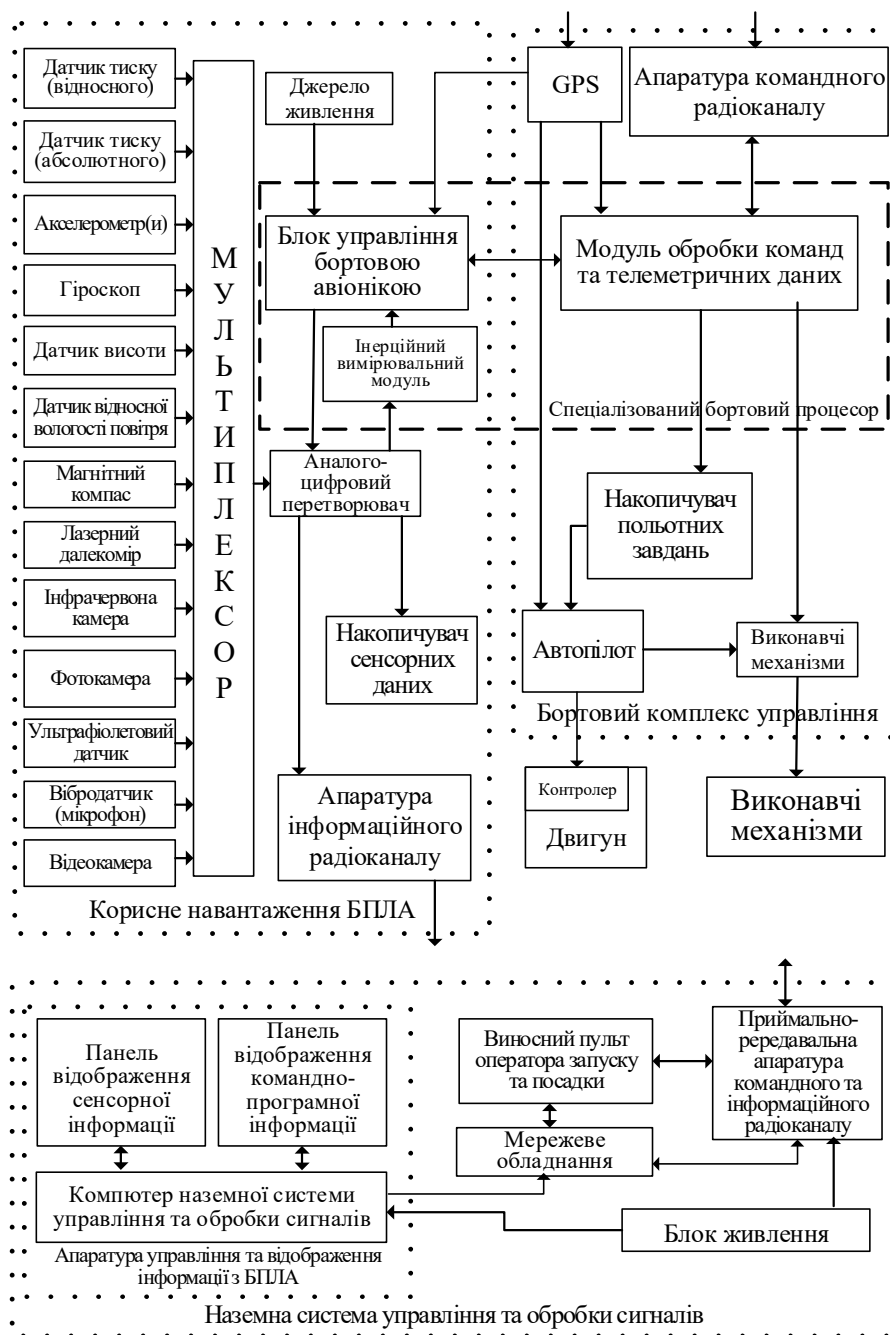 Датчик тиску
(відносного)
Датчик тиску
(абсолютного)
Акселерометр(и)
Гіроскоп
Датчик висоти
Датчик відносної
вологості повітря
Магнітний
компас
Лазерний
далекомір
Інфрачервона
камера
Фотокамера
Ультрафіолетовий
датчик
Вібродатчик
(мікрофон)
Відеокамера
МУЛЬТИПЛЕКСОР
Джерело
живлення
Блок управління
бортовою
авіонікою
Інерційний
вимірювальний
модуль
Аналого-
цифровий
перетворювач
Накопичувач
сенсорних
даних
Апаратура
інформаційного
радіоканалу
Корисне навантаження БПЛА
GPS
Апаратура командного
радіоканалу
Модуль обробки команд
та телеметричних даних
Спеціалізований бортовий процесор
Накопичувач
польотних
завдань
Автопілот
Виконавчі
механізми
Бортовий комплекс управління
Контролер
Двигун
Виконавчі
механізми
Панель
відображення
сенсорної
інформації
Панель
відображення
командно-
програмної
інформації
Компютер наземної системи
управління та обробки сигналів
Апаратура управління та відображення
інформації з БПЛА
Виносний пульт
оператора запуску
та посадки
Мережеве
обладнання
Приймально-
рередавальна
апаратура
командного та
інформаційного
радіоканалу
Блок живлення
Наземна система управління та обробки сигналів